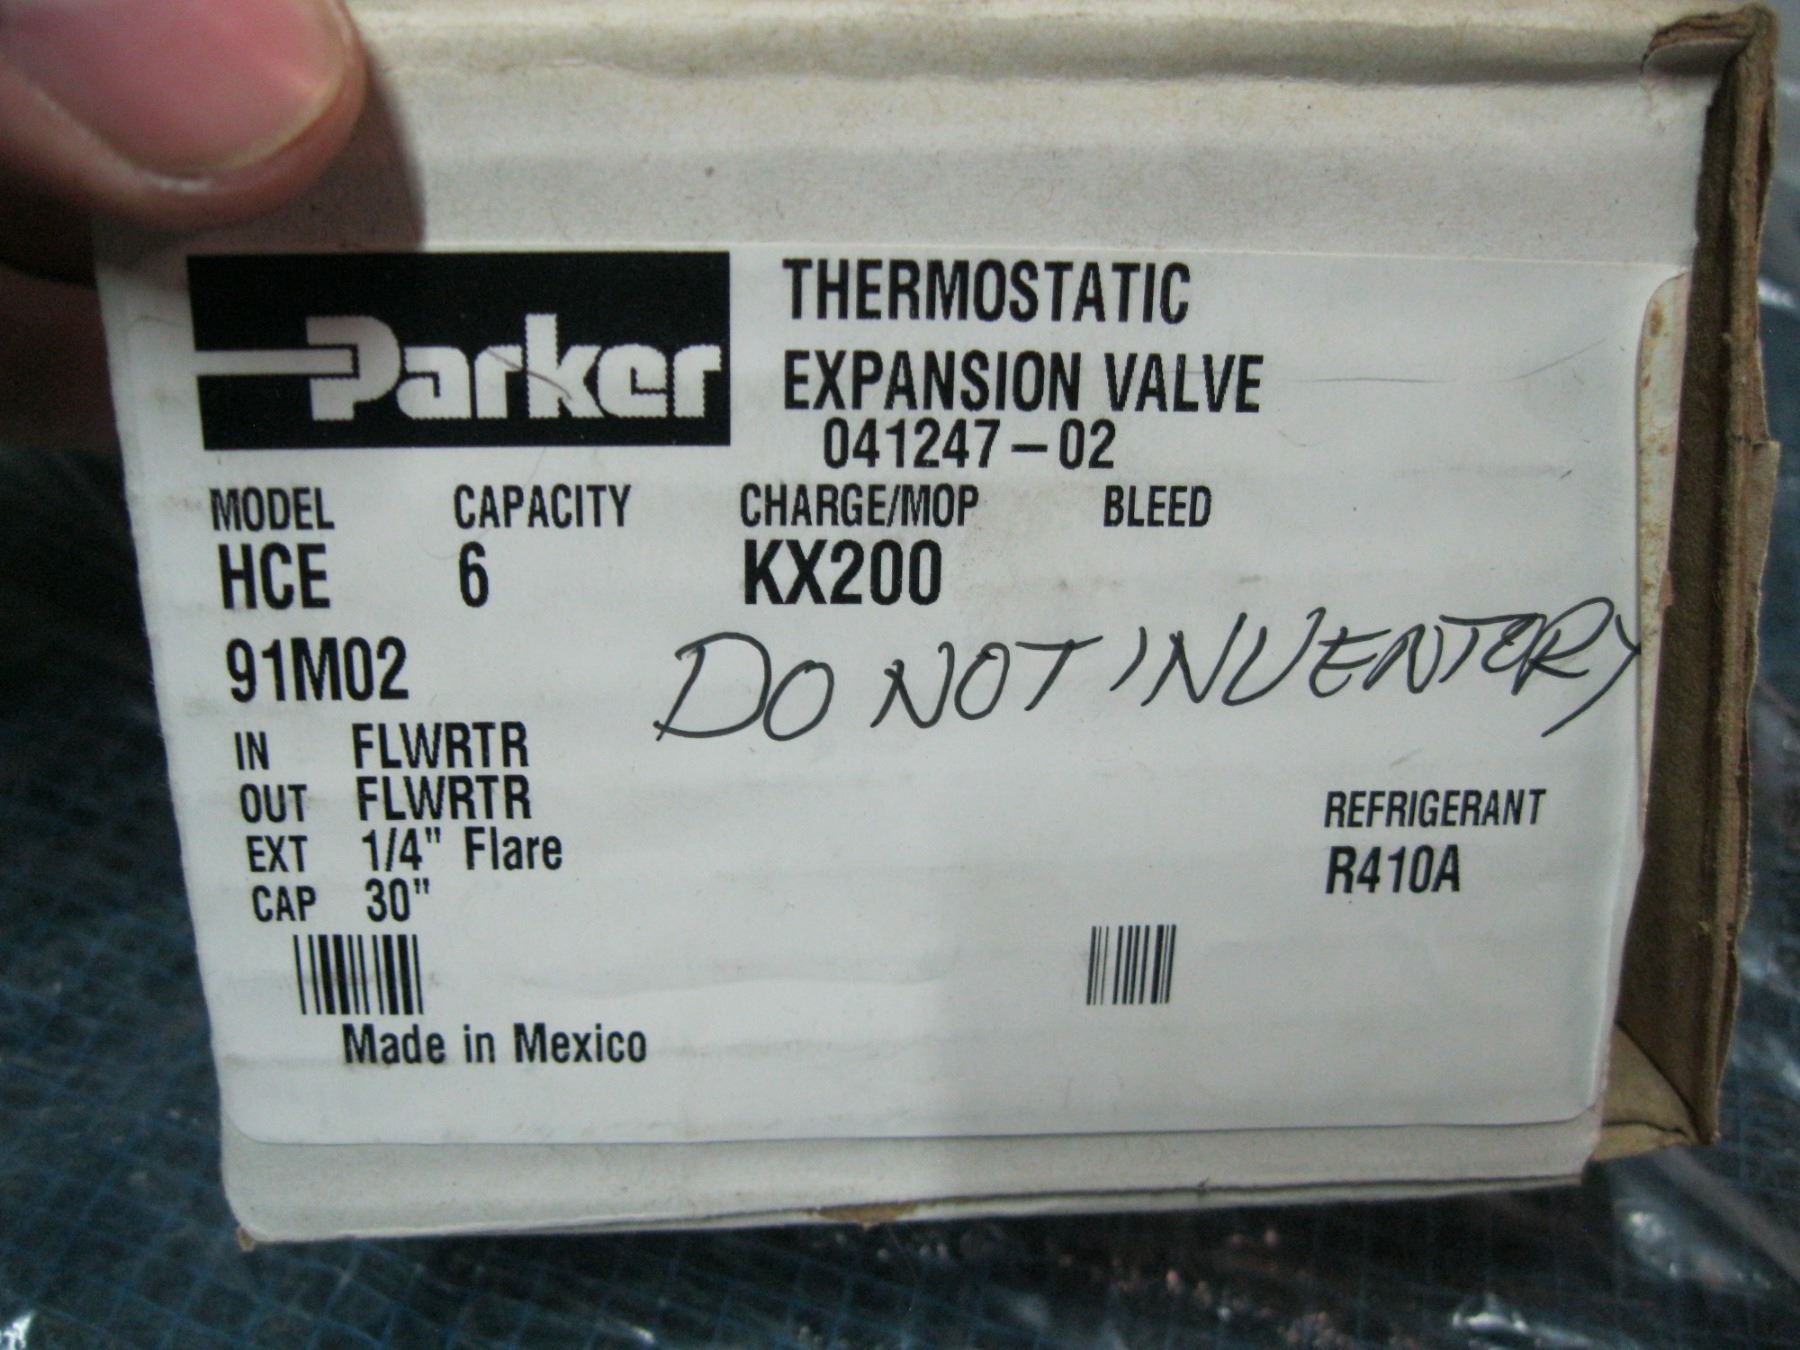 Parker
THERMOSTATIC
EXPANSION VALVE
041247-02
MODEL CAPACITY CHARGE/MOP BLEED
HCE 6 KX200
91M02
DO NOT INVENTORY
IN FLWRTR
OUT FLWRTR
EXT 1/4" Flare
CAP 30"
REFRIGERANT
R410A
Made in Mexico